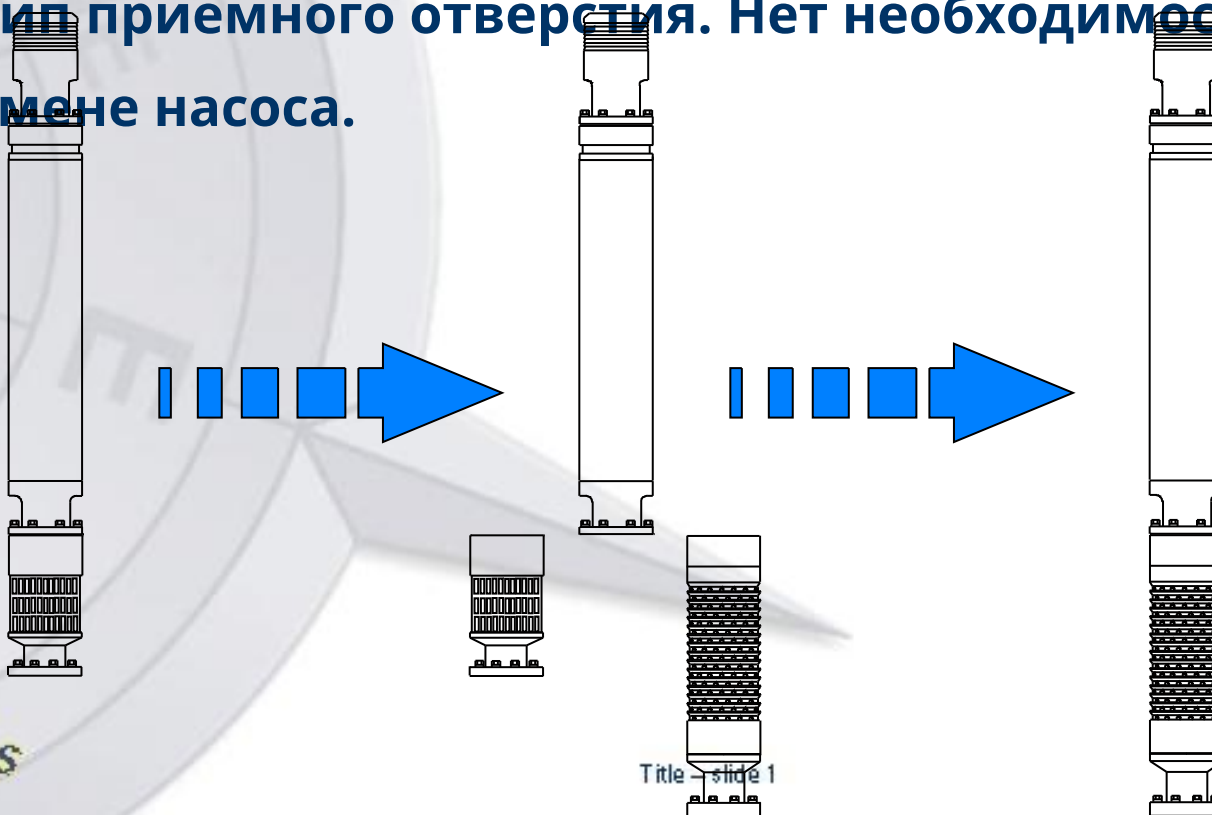 ип приемного отверстия. Нет необходимос
мене насоса.
s
Title – slide 1